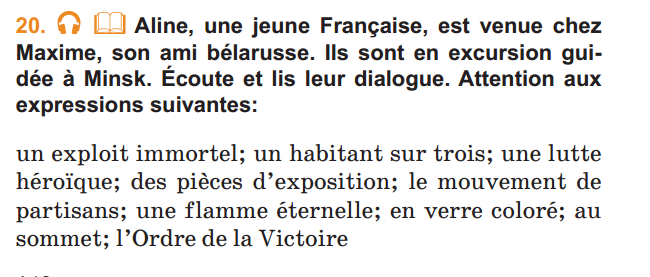 20. Aline, une jeune Française, est venue chez
Maxime, son ami bélarusse. Ils sont en excursion gui-
dée à Minsk. Écoute et lis leur dialogue. Attention aux
expressions suivantes:
un exploit immortel; un habitant sur trois; une lutte
héroïque; des pièces d’exposition; le mouvement de
partisans; une flamme éternelle; en verre coloré; au
sommet; l’Ordre de la Victoire